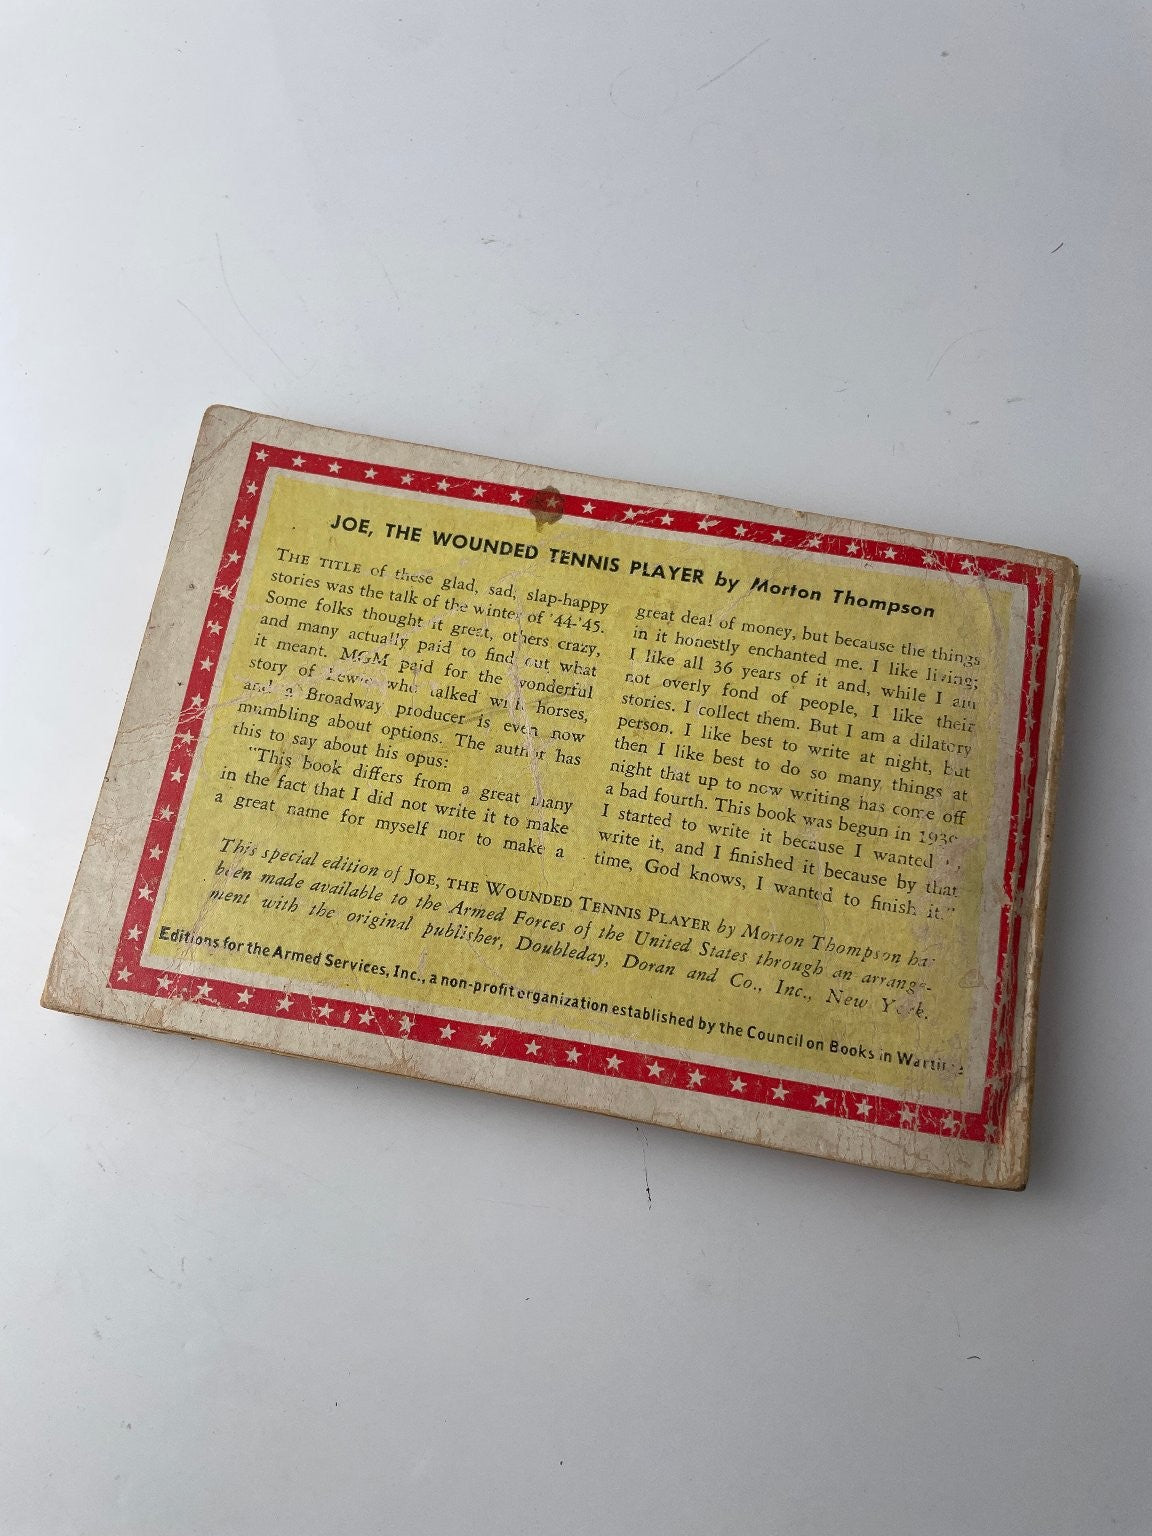 JOE, THE WOUNDED TENNIS PLAYER by Morton Thompson
THE TITLE of these glad, sad, slap-happy
stories was the talk of the winter of '44-'45.
Some folks thought it great, others crazy,
and many actually paid to find out what
it meant. MGM paid for the wonderful
story of Lewie who talked with horses,
and a Broadway producer is even now
mumbling about options. The author has
this to say about his opus:
"This book differs from a great many
in the fact that I did not write it to make
a great name for myself nor to make a
great deal of money, but because the things
in it honestly enchanted me. I like living;
I like all 36 years of it and, while I am
not overly fond of people, I like their
stories. I collect them. But I am a dilatory
person. I like best to write at night, but
then I like best to do so many things at
night that up to now writing has come off
a bad fourth. This book was begun in 1939
I started to write it because I wanted
write it, and I finished it because by that
time, God knows, I wanted to finish it."
This special edition of JOE, THE WOUNDED TENNIS PLAYER by Morton Thompson has
been made available to the Armed Forces of the United States through an arrange-
ment with the original publisher, Doubleday, Doran and Co., Inc., New York.
Editions for the Armed Services, Inc., a non-profit organization established by the Council on Books in Wartime